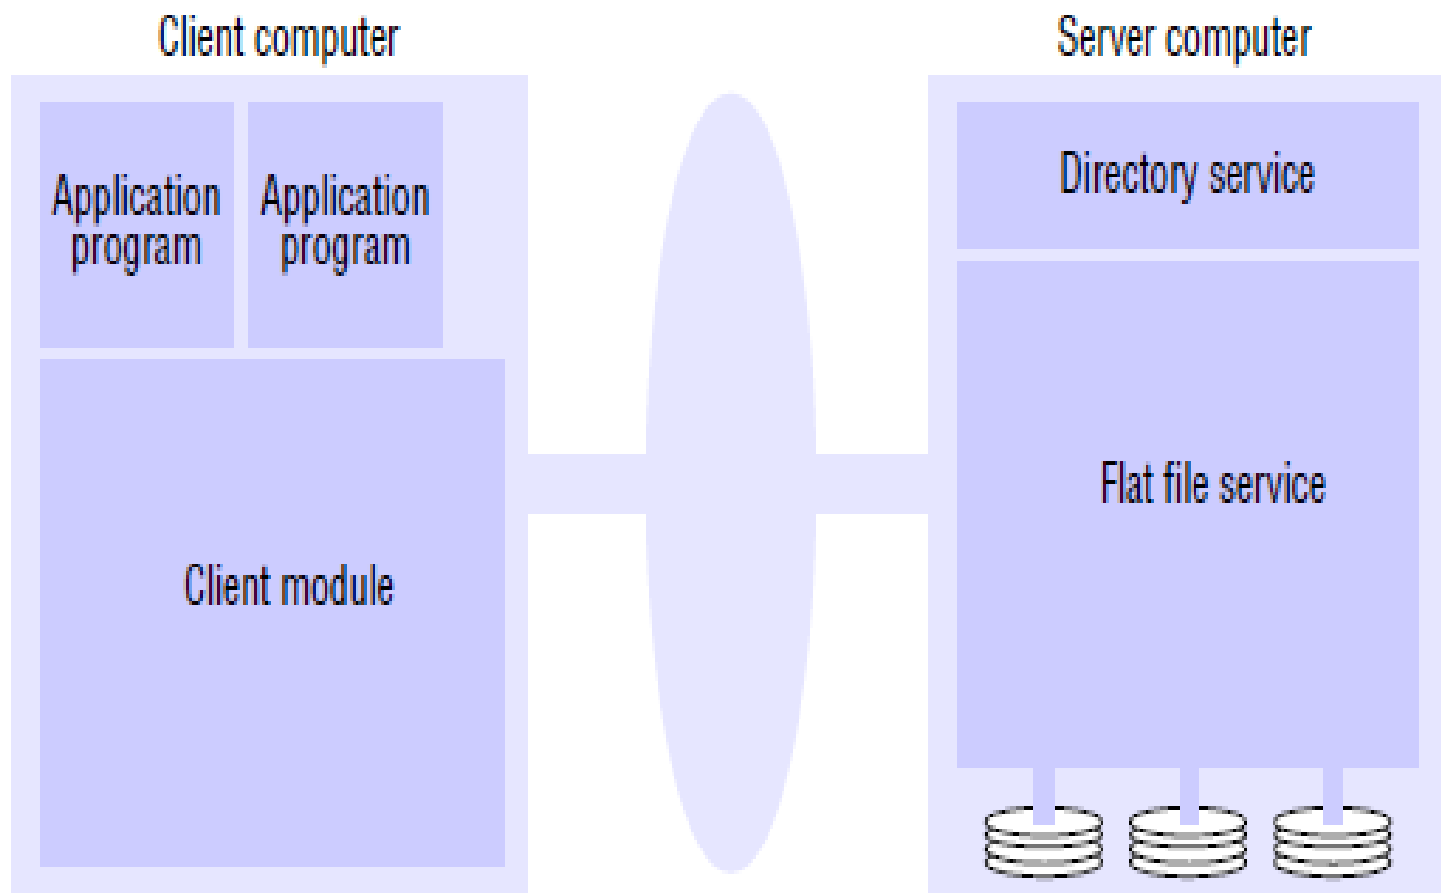 Client computer
Server computer
Application
program
Application
program
Directory service
Flat file service
Client module